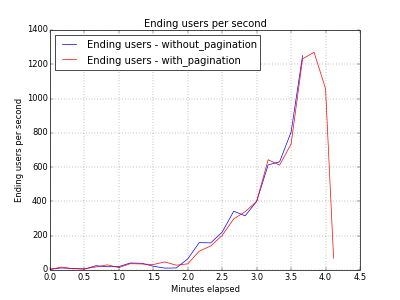 Ending users per second
1400
1200
1000
800
600
400
200
0
Ending users per second
Ending users - without_pagination
Ending users - with_pagination
0.0 0.5 1.0 1.5 2.0 2.5 3.0 3.5 4.0 4.5
Minutes elapsed